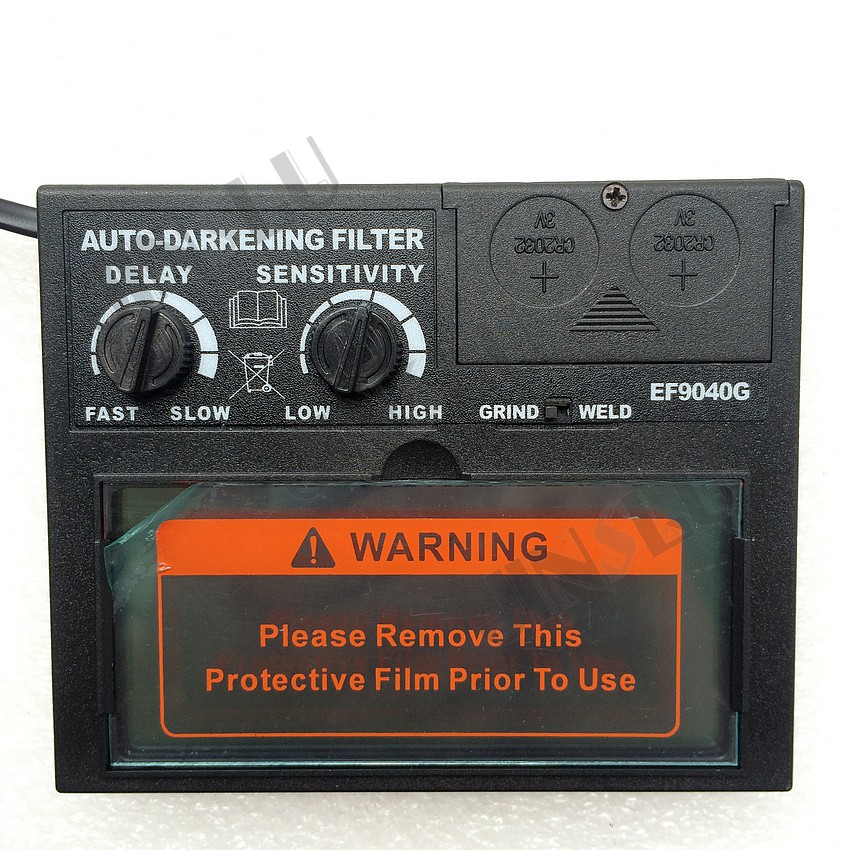 AUTO-DARKENING FILTER
DELAY SENSITIVITY
FAST SLOW LOW HIGH
CR2032
3V
CR2032
3V
EF9040G
GRIND WELD
WARNING
Please Remove This
Protective Film Prior To Use